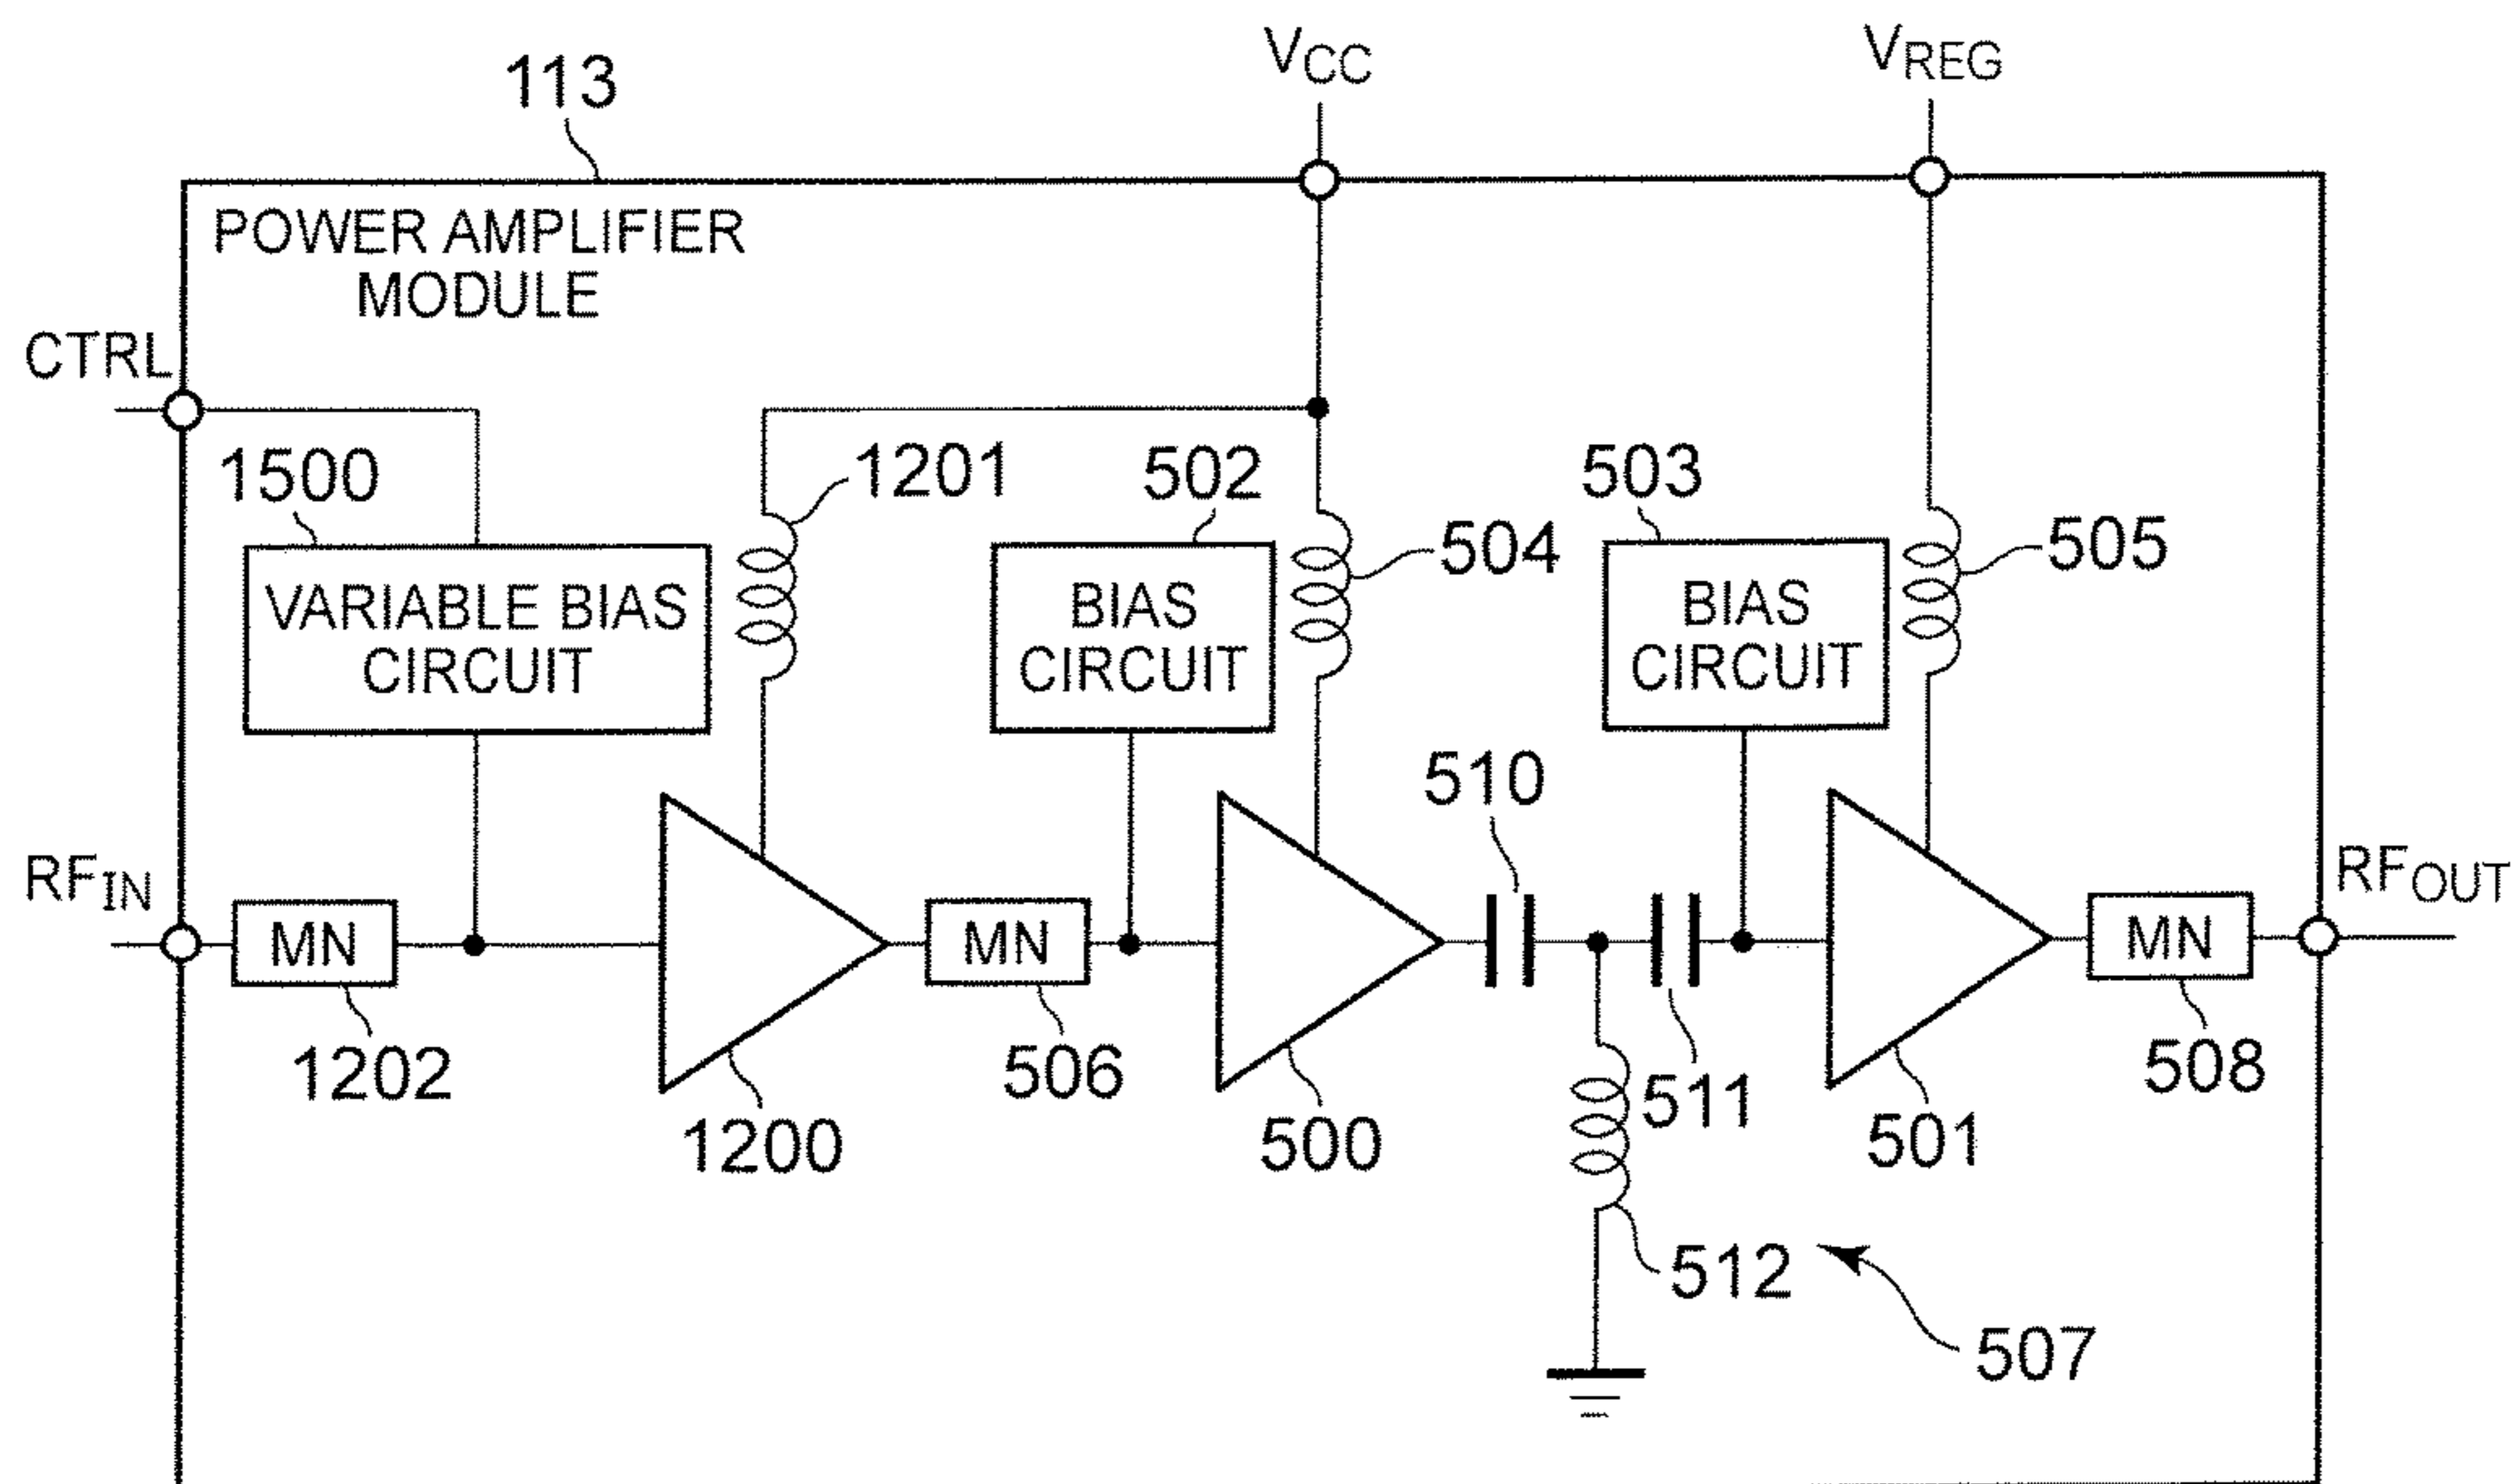 113
VCC
VREG
POWER AMPLIFIER
MODULE
CTRL
1500
1201
502
504
503
505
VARIABLE BIAS
CIRCUIT
BIAS
CIRCUIT
BIAS
CIRCUIT
510
RFIN
MN
MN
MN
RFOUT
1202
1200
506
500
511
501
508
512
507